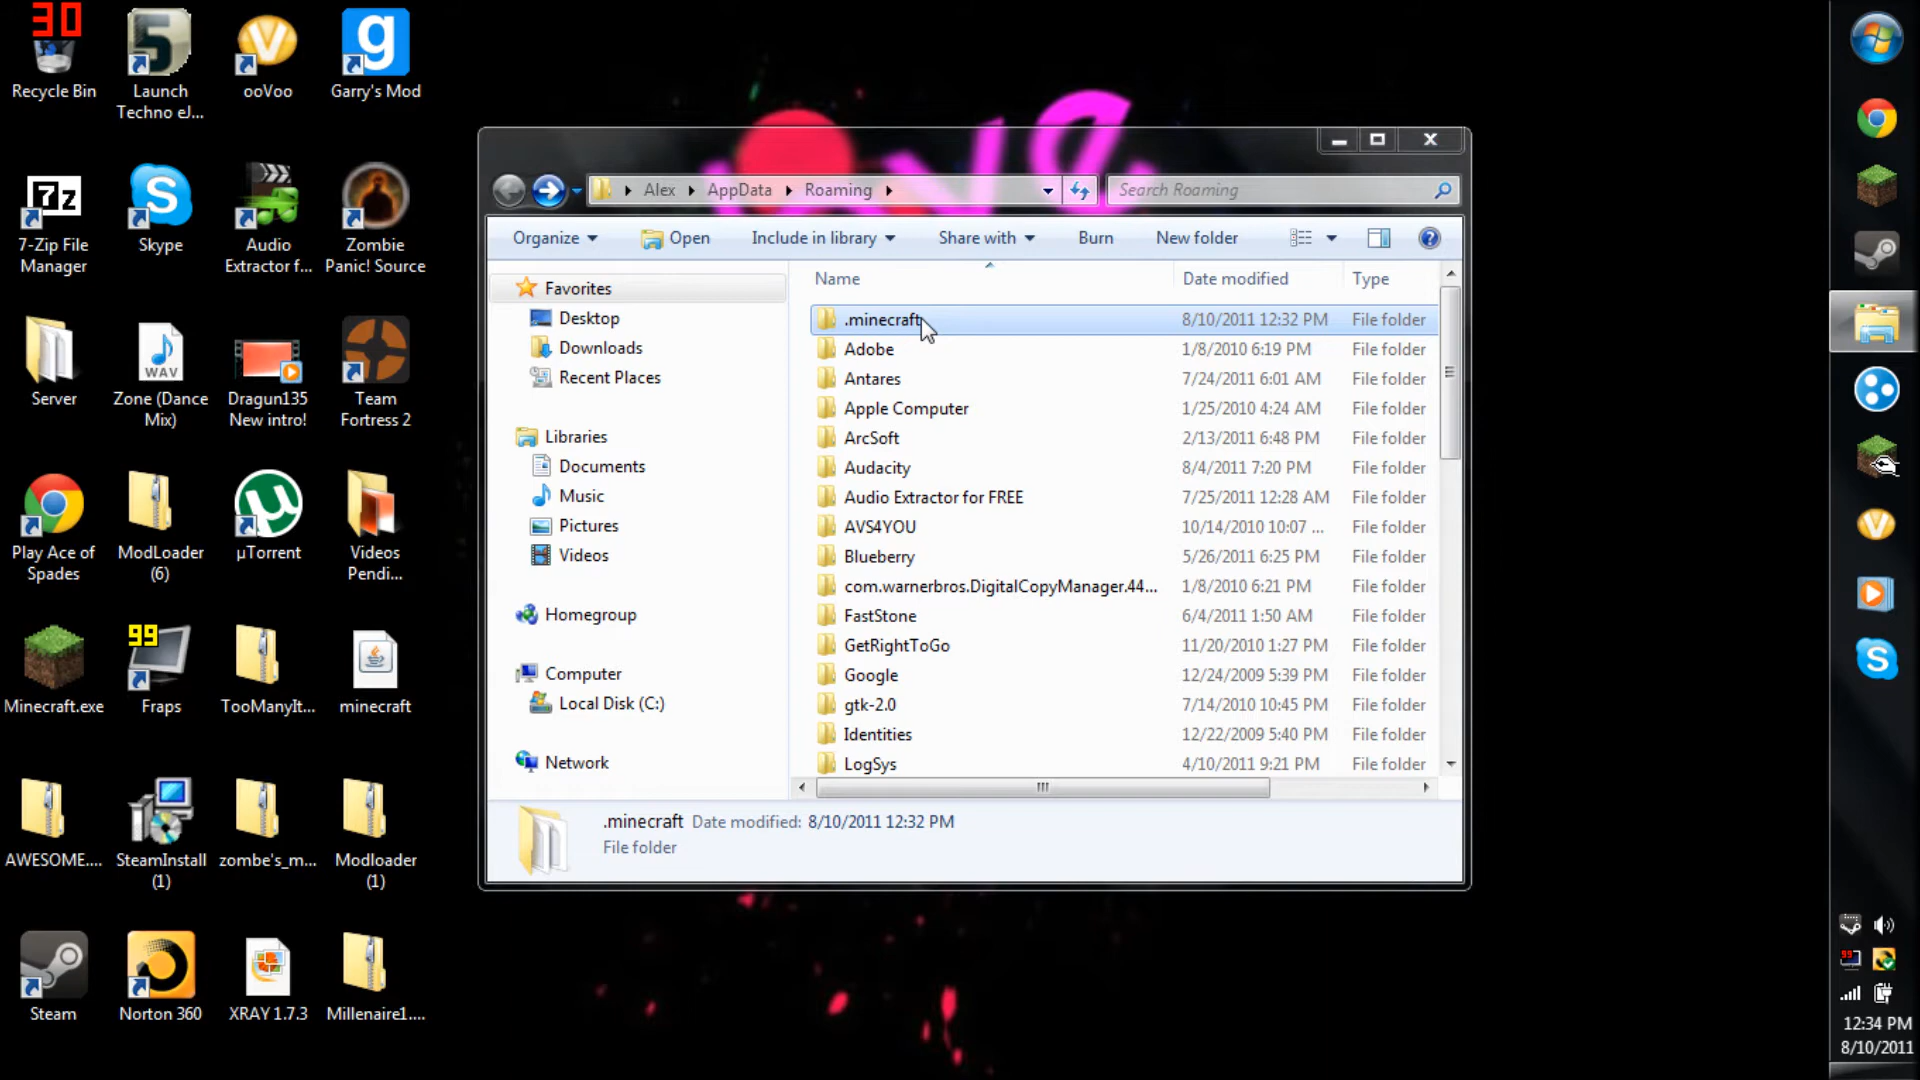 30
Recycle Bin
Launch
Techno eJ...
ooVoo
Garry's Mod
7-Zip File
Manager
Skype
Audio
Extractor f...
Zombie
Panic! Source
Server
Zone (Dance
Mix)
Dragun135
New intro!
Team
Fortress 2
Play Ace of
Spades
ModLoader
(6)
µTorrent
Videos
Pendi...
Minecraft.exe
99
Fraps
TooManyIt...
minecraft
AWESOME....
SteamInstall
(1)
zombe's_m...
Modloader
(1)
Steam
Norton 360
XRAY 1.7.3
Millenaire1....
Alex
AppData
Roaming
Search Roaming
Organize
Open
Include in library
Share with
Burn
New folder
Favorites
Desktop
Downloads
Recent Places
Libraries
Documents
Music
Pictures
Videos
Homegroup
Computer
Local Disk (C:)
Network
Name Date modified Type
.minecraft 8/10/2011 12:32 PM File folder
Adobe 1/8/2010 6:19 PM File folder
Antares 7/24/2011 6:01 AM File folder
Apple Computer 1/25/2010 4:24 AM File folder
ArcSoft 2/13/2011 6:48 PM File folder
Audacity 8/4/2011 7:20 PM File folder
Audio Extractor for FREE 7/25/2011 12:28 AM File folder
AVS4YOU 10/14/2010 10:07 ... File folder
Blueberry 5/26/2011 6:25 PM File folder
com.warnerbros.DigitalCopyManager.44... 1/8/2010 6:21 PM File folder
FastStone 6/4/2011 1:50 AM File folder
GetRightToGo 11/20/2010 1:27 PM File folder
Google 12/24/2009 5:39 PM File folder
gtk-2.0 7/14/2010 10:45 PM File folder
Identities 12/22/2009 5:40 PM File folder
LogSys 4/10/2011 9:21 PM File folder
.minecraft Date modified: 8/10/2011 12:32 PM
File folder
12:34 PM
8/10/2011